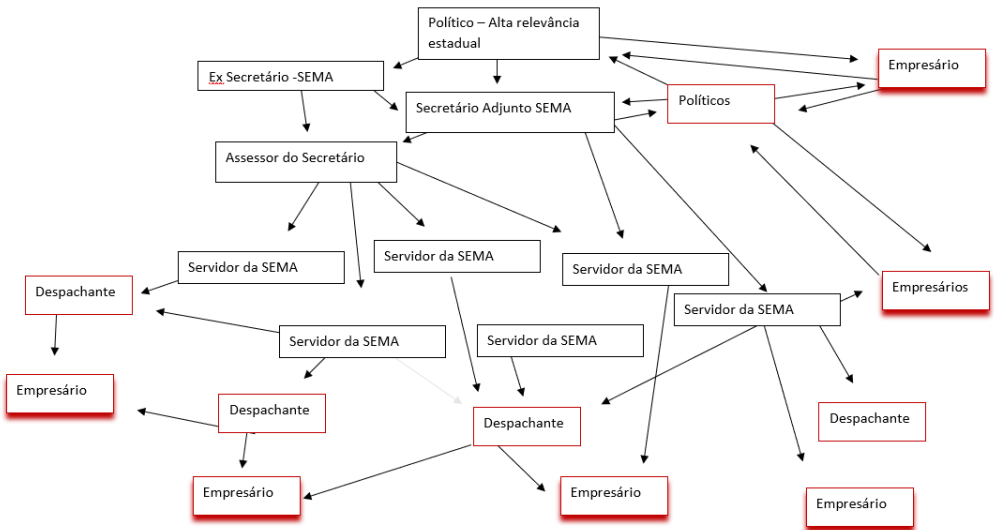 Político – Alta relevância
estadual
Empresário
Ex Secretário -SEMA
Políticos
Secretário Adjunto SEMA
Assessor do Secretário
Servidor da SEMA
Servidor da SEMA
Servidor da SEMA
Despachante
Empresários
Servidor da SEMA
Servidor da SEMA
Servidor da SEMA
Empresário
Despachante
Despachante
Despachante
Empresário
Empresário
Empresário